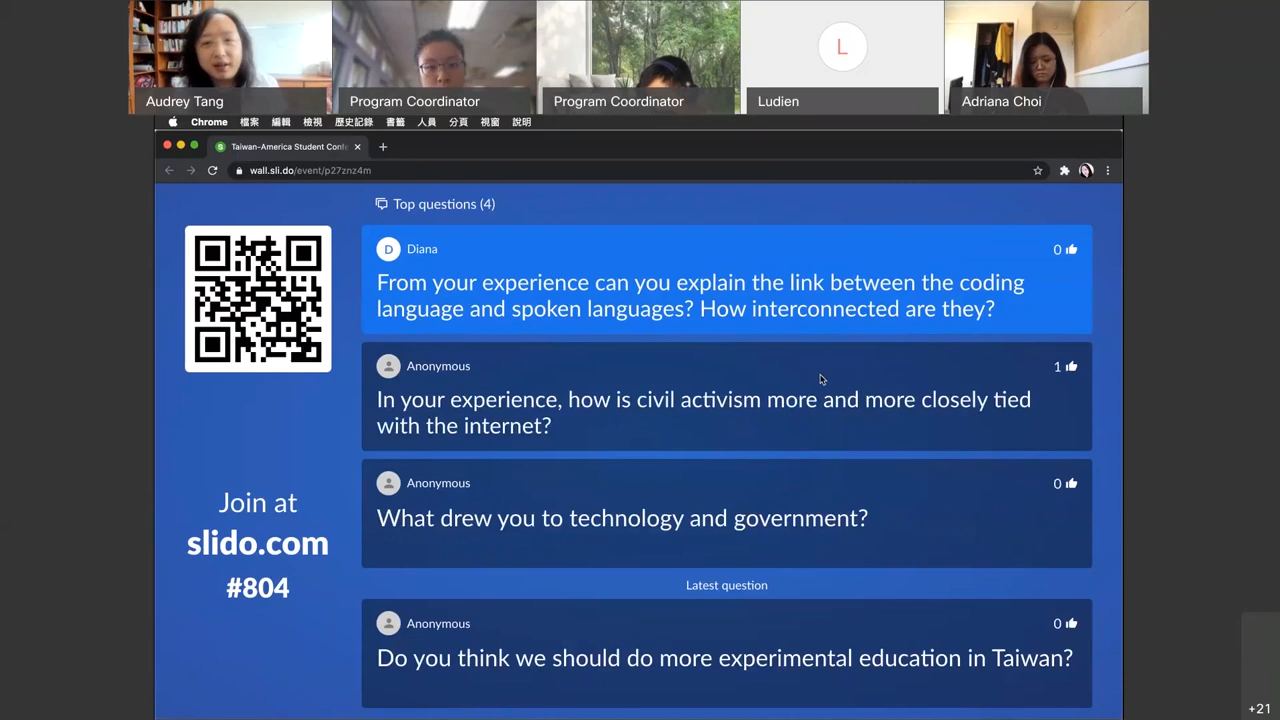 Audrey Tang
Program Coordinator
Program Coordinator
L
Ludien
Adriana Choi
Chrome 檔案 編輯 檢視 歷史記錄 書籤 人員 分頁 視窗 說明
S Taiwan-America Student Conf
wall.sli.do/event/p27znz4m
Top questions (4)
D Diana 0
From your experience can you explain the link between the coding
language and spoken languages? How interconnected are they?
Anonymous 1
In your experience, how is civil activism more and more closely tied
with the internet?
Anonymous 0
What drew you to technology and government?
Join at
slido.com
#804
Latest question
Anonymous 0
Do you think we should do more experimental education in Taiwan?
+21